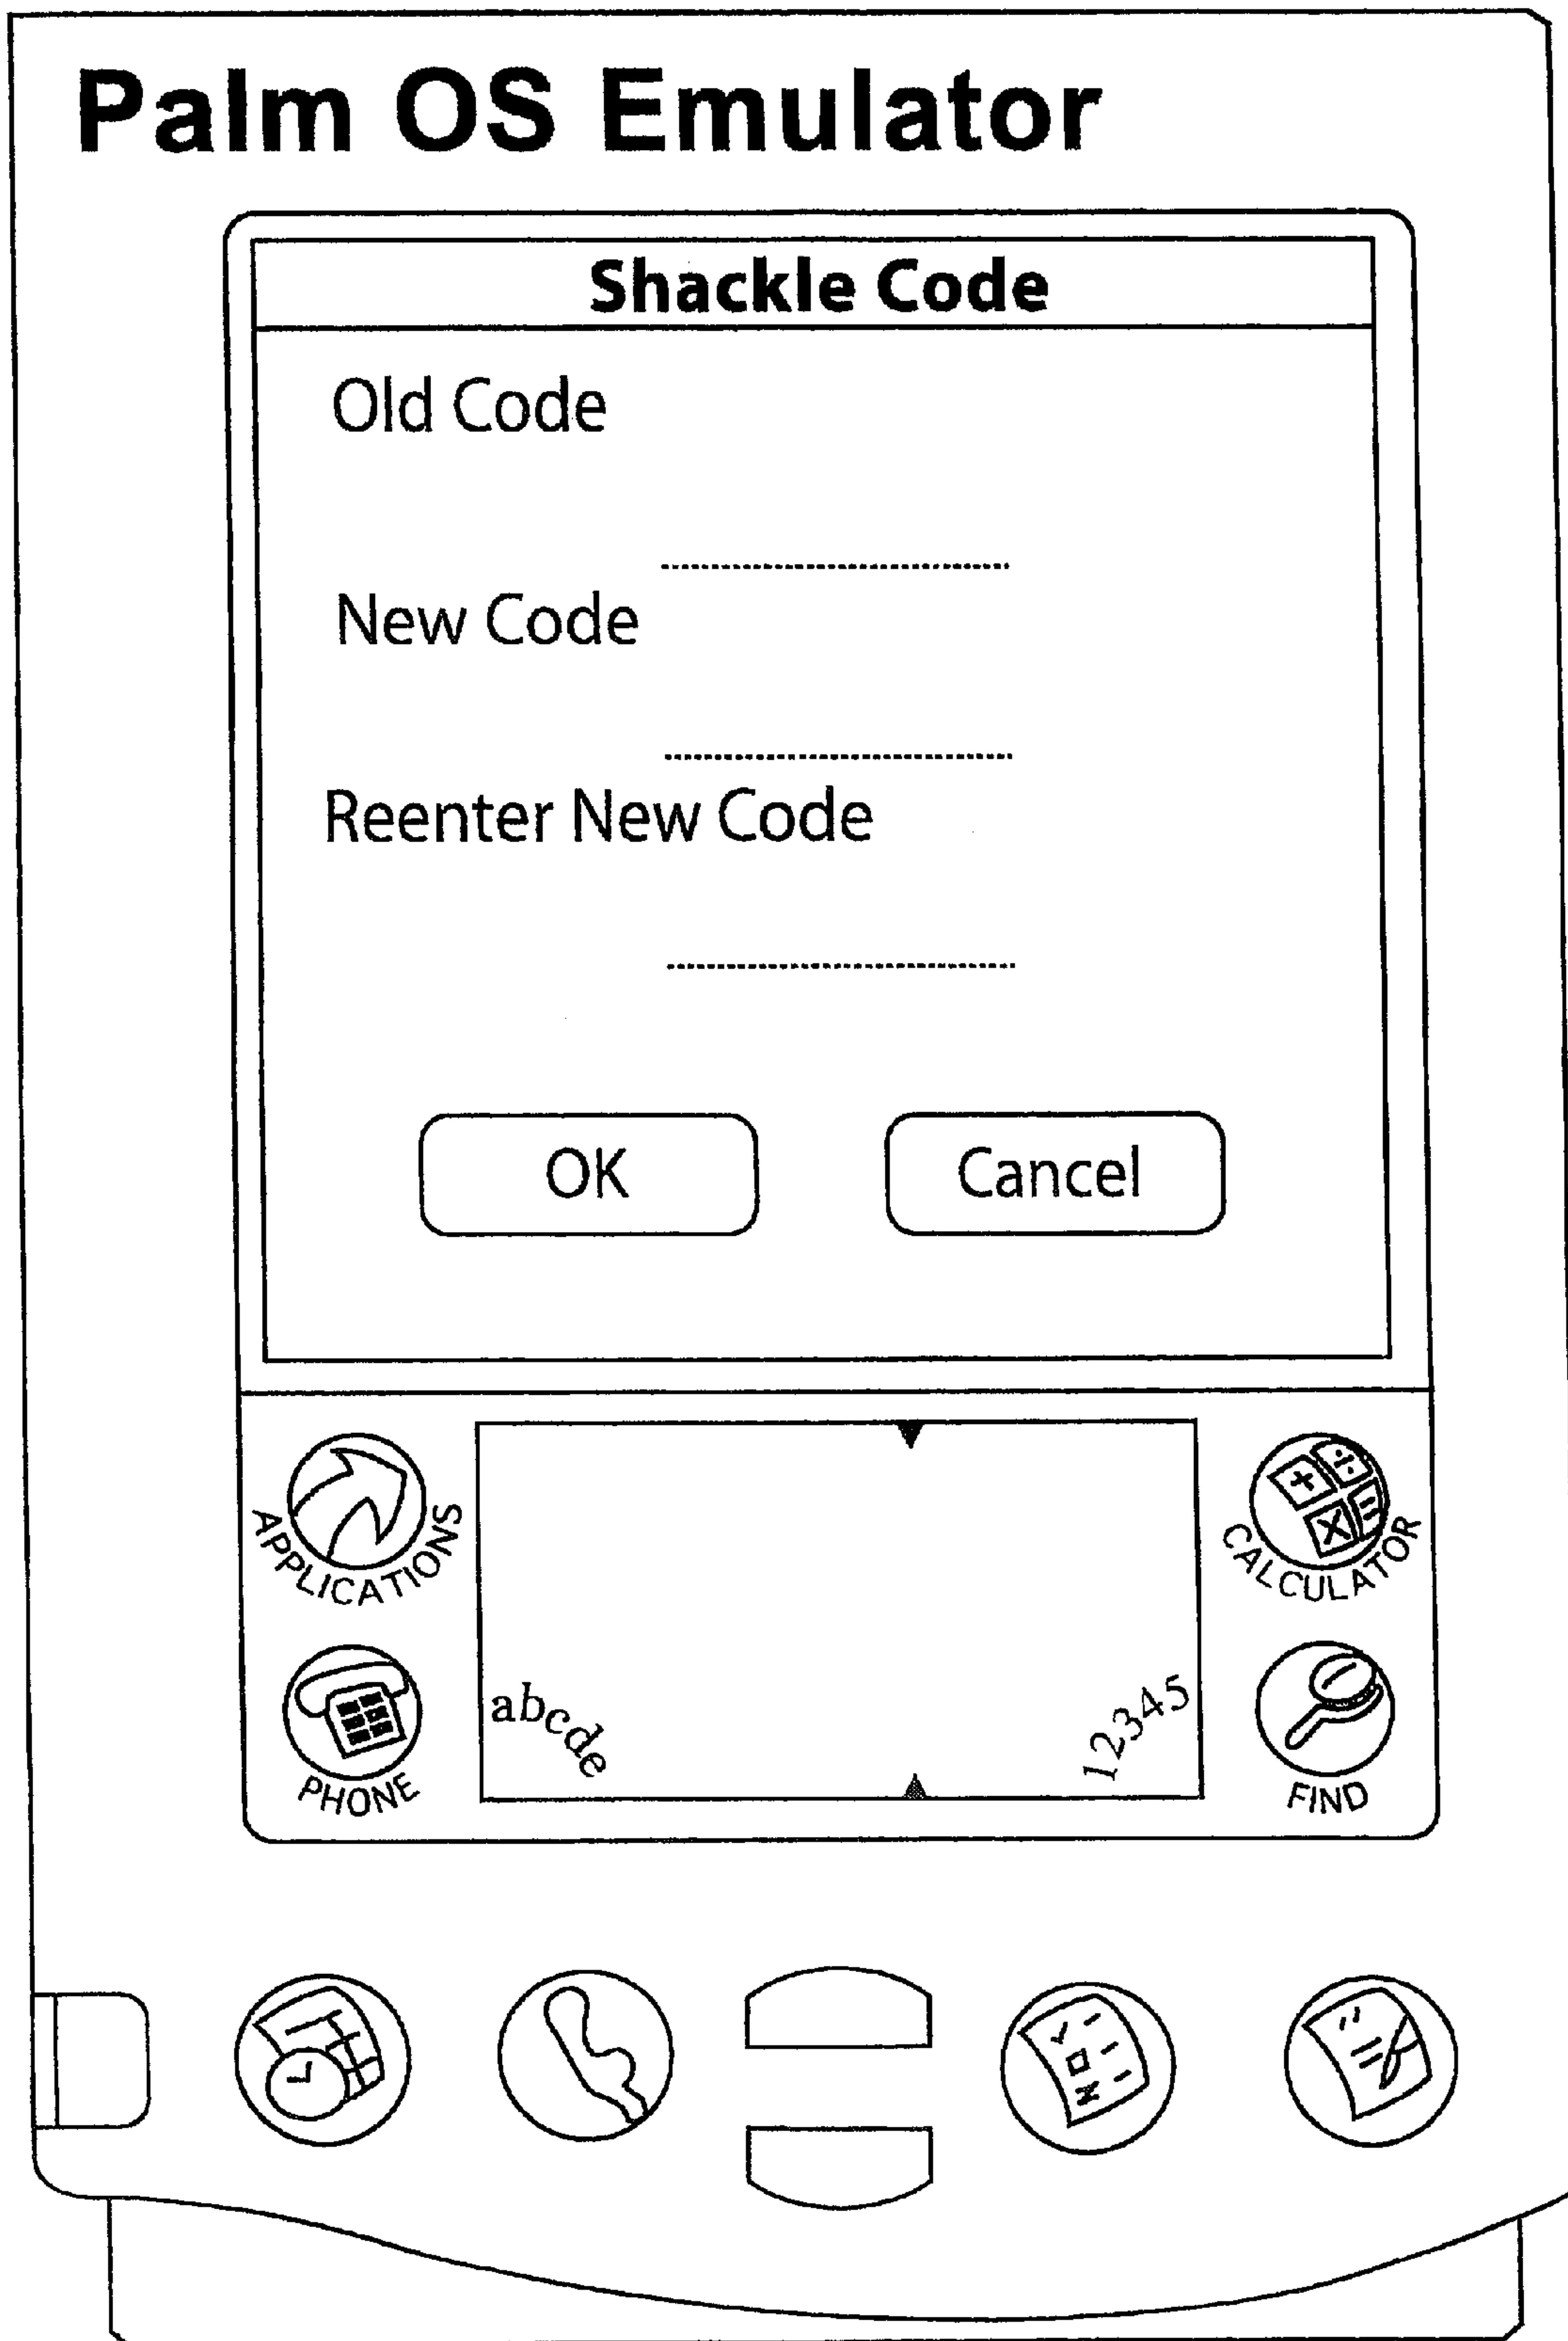 Palm OS Emulator
Shackle Code
Old Code
New Code
Reenter New Code
OK
Cancel
APPLICATIONS
CALCULATOR
abcde
12345
PHONE
FIND